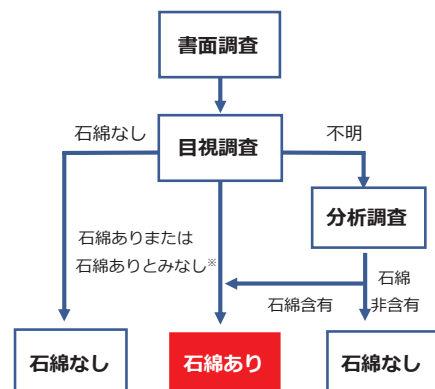 書面調査
石綿なし
目視調査
不明
分析調査
石綿ありまたは
石綿ありとみなし※
石綿
石綿含有
非含有
石綿なし
石綿あり
石綿なし